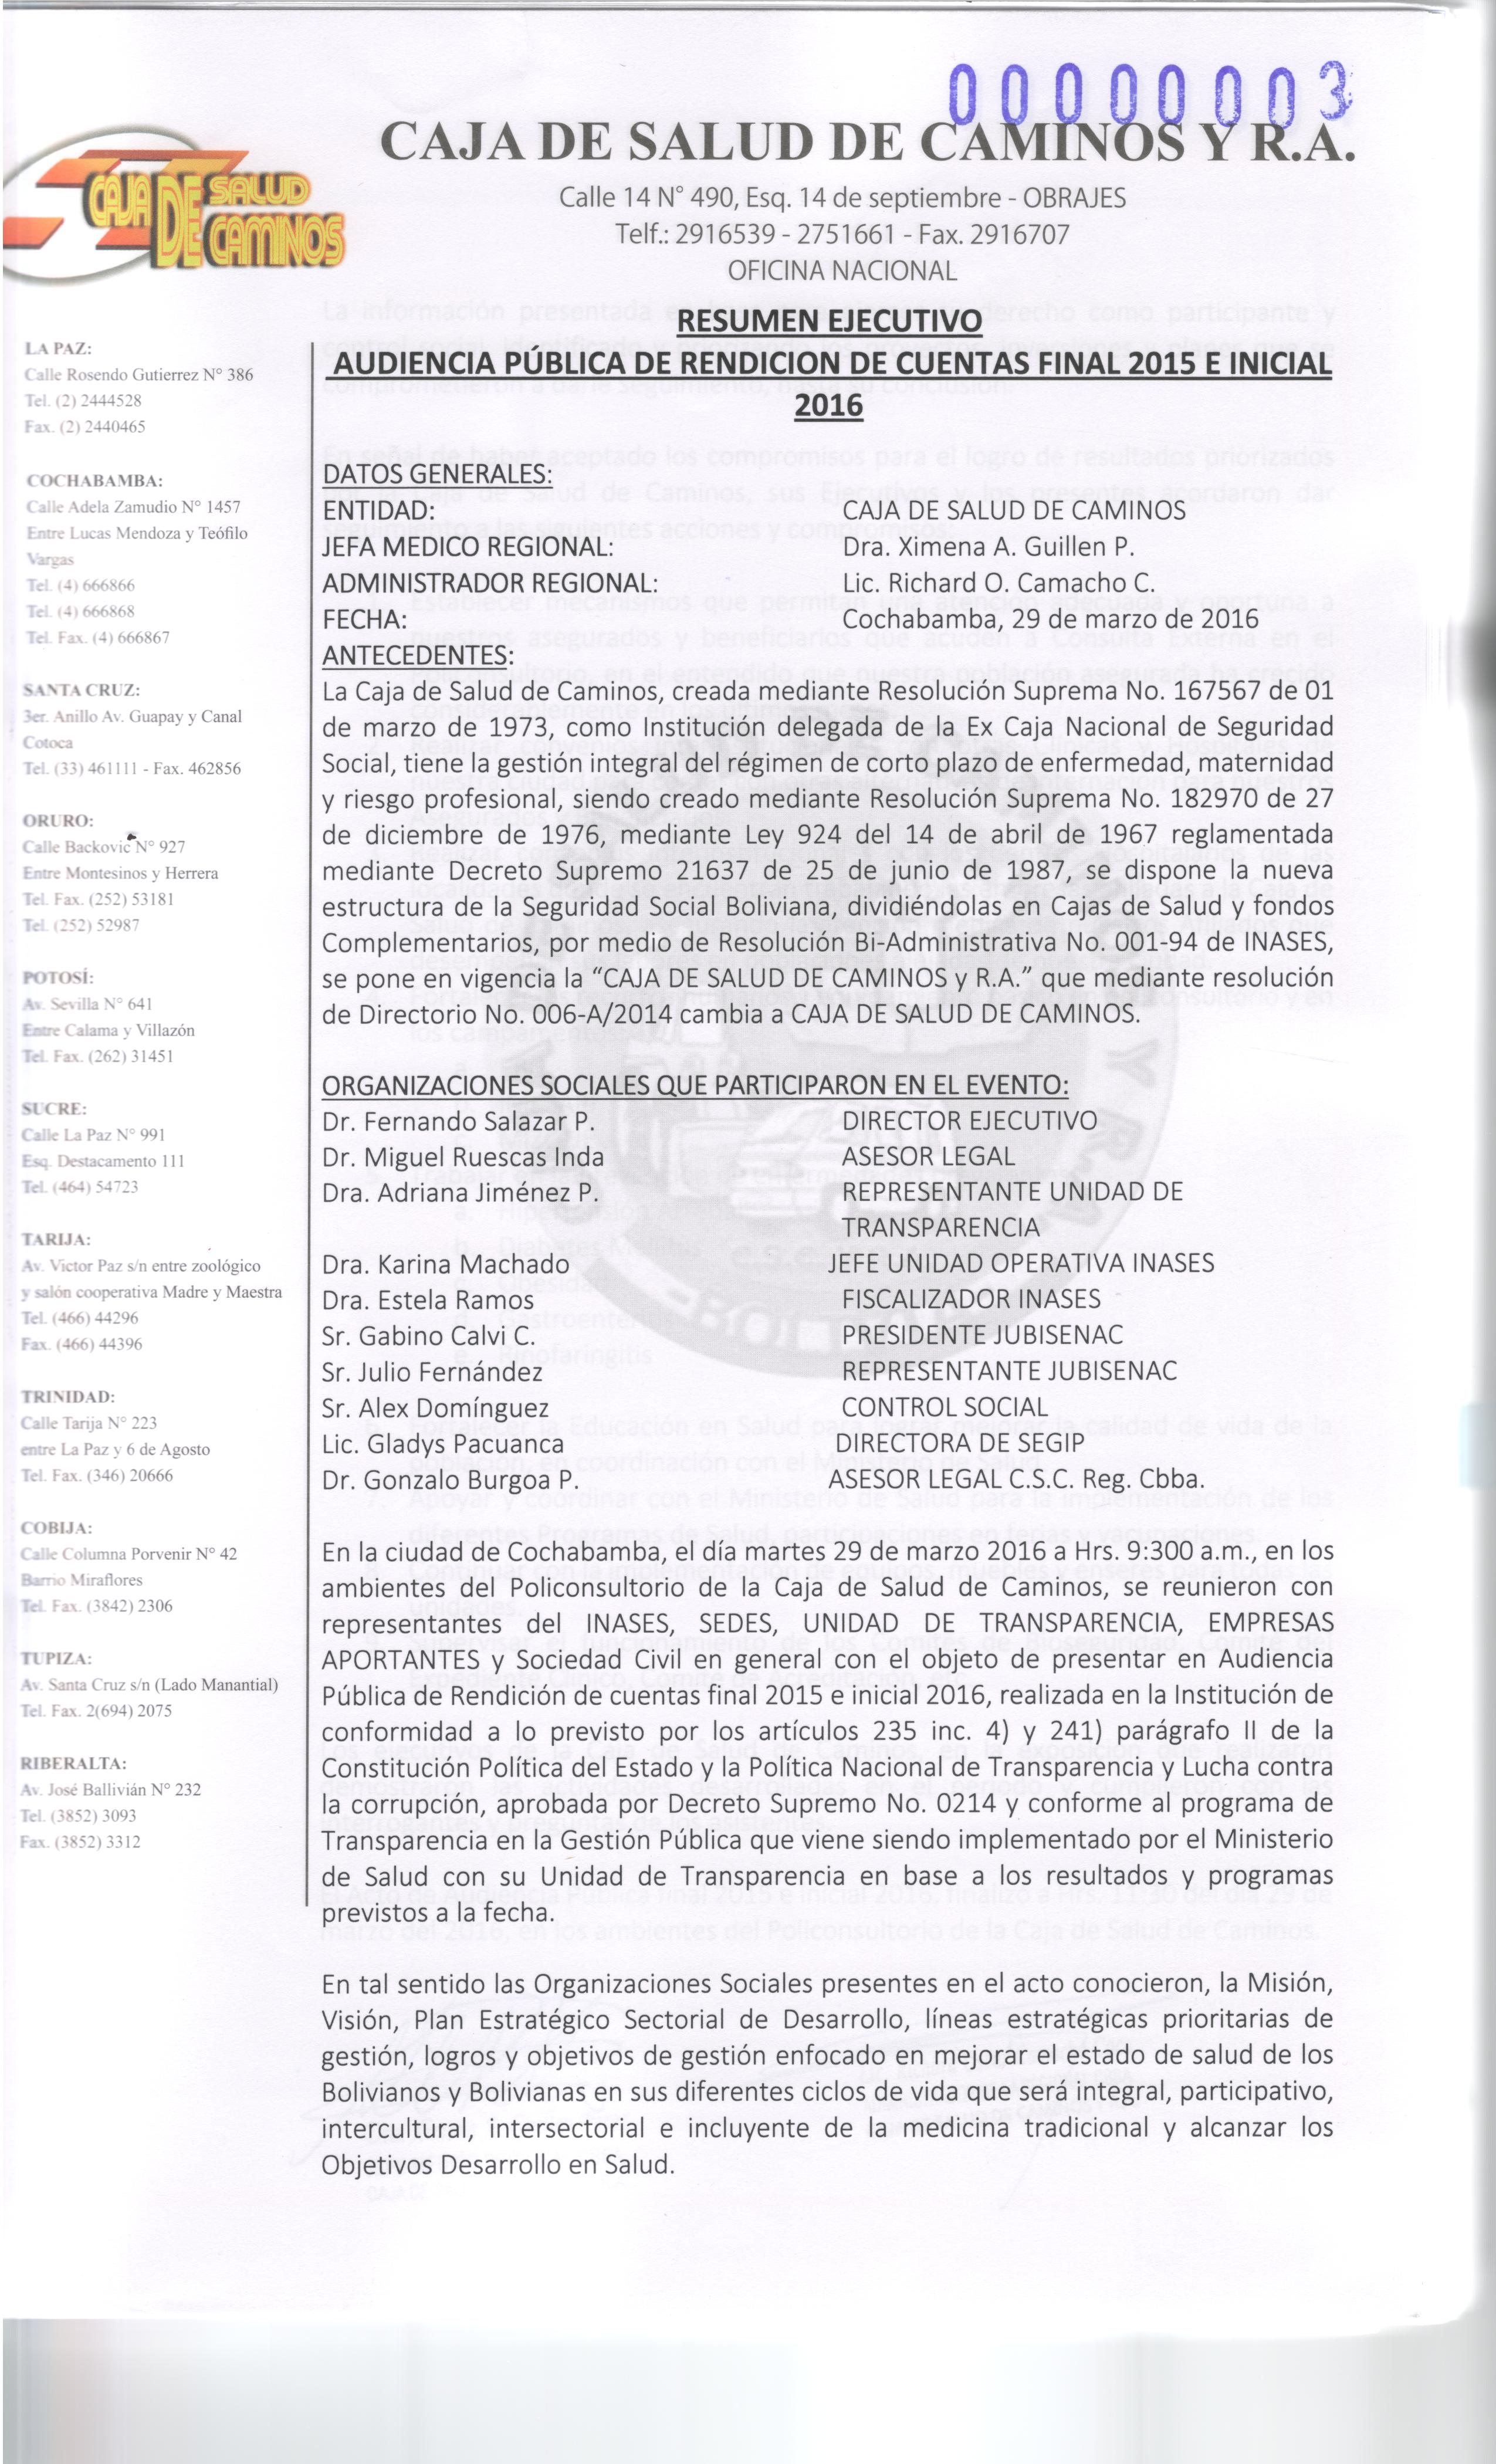 00000003
CAJA DE SALUD DE CAMINOS Y R.A.
CAJA DE SALUD CAMINOS
Calle 14 N° 490, Esq. 14 de septiembre - OBRAJES
Telf.: 2916539 - 2751661 - Fax. 2916707
OFICINA NACIONAL
LA PAZ:
Calle Rosendo Gutierrez N° 386
Tel. (2) 2444528
Fax. (2) 2440465
COCHABAMBA:
Calle Adela Zamudio N° 1457
Entre Lucas Mendoza y Teófilo
Vargas
Tel. (4) 666866
Tel. (4) 666868
Tel. Fax. (4) 666867
SANTA CRUZ:
3er. Anillo Av. Guapay y Canal
Cotoca
Tel. (33) 461111 - Fax. 462856
ORURO:
Calle Backovic N° 927
Entre Montesinos y Herrera
Tel. Fax. (252) 53181
Tel. (252) 52987
POTOSÍ:
Av. Sevilla N° 641
Entre Calama y Villazón
Tel. Fax. (262) 31451
SUCRE:
Calle La Paz N° 991
Esq. Destacamento 111
Tel. (464) 54723
TARIJA:
Av. Victor Paz s/n entre zoológico
y salón cooperativa Madre y Maestra
Tel. (466) 44296
Fax. (466) 44396
TRINIDAD:
Calle Tarija N° 223
entre La Paz y 6 de Agosto
Tel. Fax. (346) 20666
COBIJA:
Calle Columna Porvenir N° 42
Barrio Miraflores
Tel. Fax. (3842) 2306
TUPIZA:
Av. Santa Cruz s/n (Lado Manantial)
Tel. Fax. 2(694) 2075
RIBERALTA:
Av. José Ballivián N° 232
Tel. (3852) 3093
Fax. (3852) 3312
RESUMEN EJECUTIVO
AUDIENCIA PÚBLICA DE RENDICION DE CUENTAS FINAL 2015 E INICIAL
2016
DATOS GENERALES:
ENTIDAD: CAJA DE SALUD DE CAMINOS
JEFA MEDICO REGIONAL: Dra. Ximena A. Guillen P.
ADMINISTRADOR REGIONAL: Lic. Richard O. Camacho C.
FECHA: Cochabamba, 29 de marzo de 2016
ANTECEDENTES:
La Caja de Salud de Caminos, creada mediante Resolución Suprema No. 167567 de 01
de marzo de 1973, como Institución delegada de la Ex Caja Nacional de Seguridad
Social, tiene la gestión integral del régimen de corto plazo de enfermedad, maternidad
y riesgo profesional, siendo creado mediante Resolución Suprema No. 182970 de 27
de diciembre de 1976, mediante Ley 924 del 14 de abril de 1967 reglamentada
mediante Decreto Supremo 21637 de 25 de junio de 1987, se dispone la nueva
estructura de la Seguridad Social Boliviana, dividiéndolas en Cajas de Salud y fondos
Complementarios, por medio de Resolución Bi-Administrativa No. 001-94 de INASES,
se pone en vigencia la “CAJA DE SALUD DE CAMINOS y R.A.” que mediante resolución
de Directorio No. 006-A/2014 cambia a CAJA DE SALUD DE CAMINOS.
ORGANIZACIONES SOCIALES QUE PARTICIPARON EN EL EVENTO:
Dr. Fernando Salazar P. DIRECTOR EJECUTIVO
Dr. Miguel Ruescas Inda ASESOR LEGAL
Dra. Adriana Jiménez P. REPRESENTANTE UNIDAD DE
TRANSPARENCIA
Dra. Karina Machado JEFE UNIDAD OPERATIVA INASES
Dra. Estela Ramos FISCALIZADOR INASES
Sr. Gabino Calvi C. PRESIDENTE JUBISENAC
Sr. Julio Fernández REPRESENTANTE JUBISENAC
Sr. Alex Domínguez CONTROL SOCIAL
Lic. Gladys Pacuanca DIRECTORA DE SEGIP
Dr. Gonzalo Burgoa P. ASESOR LEGAL C.S.C. Reg. Cbba.
En la ciudad de Cochabamba, el día martes 29 de marzo 2016 a Hrs. 9:300 a.m., en los
ambientes del Policonsultorio de la Caja de Salud de Caminos, se reunieron con
representantes del INASES, SEDES, UNIDAD DE TRANSPARENCIA, EMPRESAS
APORTANTES y Sociedad Civil en general con el objeto de presentar en Audiencia
Pública de Rendición de cuentas final 2015 e inicial 2016, realizada en la Institución de
conformidad a lo previsto por los artículos 235 inc. 4) y 241) parágrafo II de la
Constitución Política del Estado y la Política Nacional de Transparencia y Lucha contra
la corrupción, aprobada por Decreto Supremo No. 0214 y conforme al programa de
Transparencia en la Gestión Pública que viene siendo implementado por el Ministerio
de Salud con su Unidad de Transparencia en base a los resultados y programas
previstos a la fecha.
En tal sentido las Organizaciones Sociales presentes en el acto conocieron, la Misión,
Visión, Plan Estratégico Sectorial de Desarrollo, líneas estratégicas prioritarias de
gestión, logros y objetivos de gestión enfocado en mejorar el estado de salud de los
Bolivianos y Bolivianas en sus diferentes ciclos de vida que será integral, participativo,
intercultural, intersectorial e incluyente de la medicina tradicional y alcanzar los
Objetivos Desarrollo en Salud.